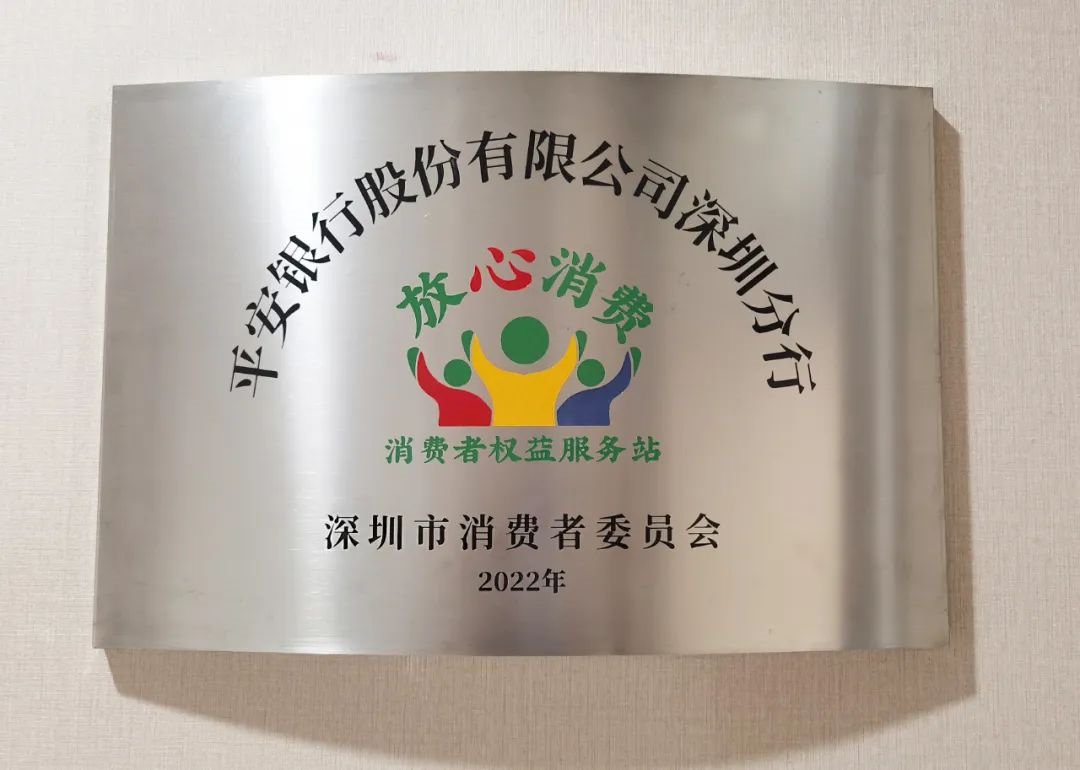 平安银行股份有限公司深圳分行
放心消费
消费者权益服务站
深圳市消费者委员会
2022年